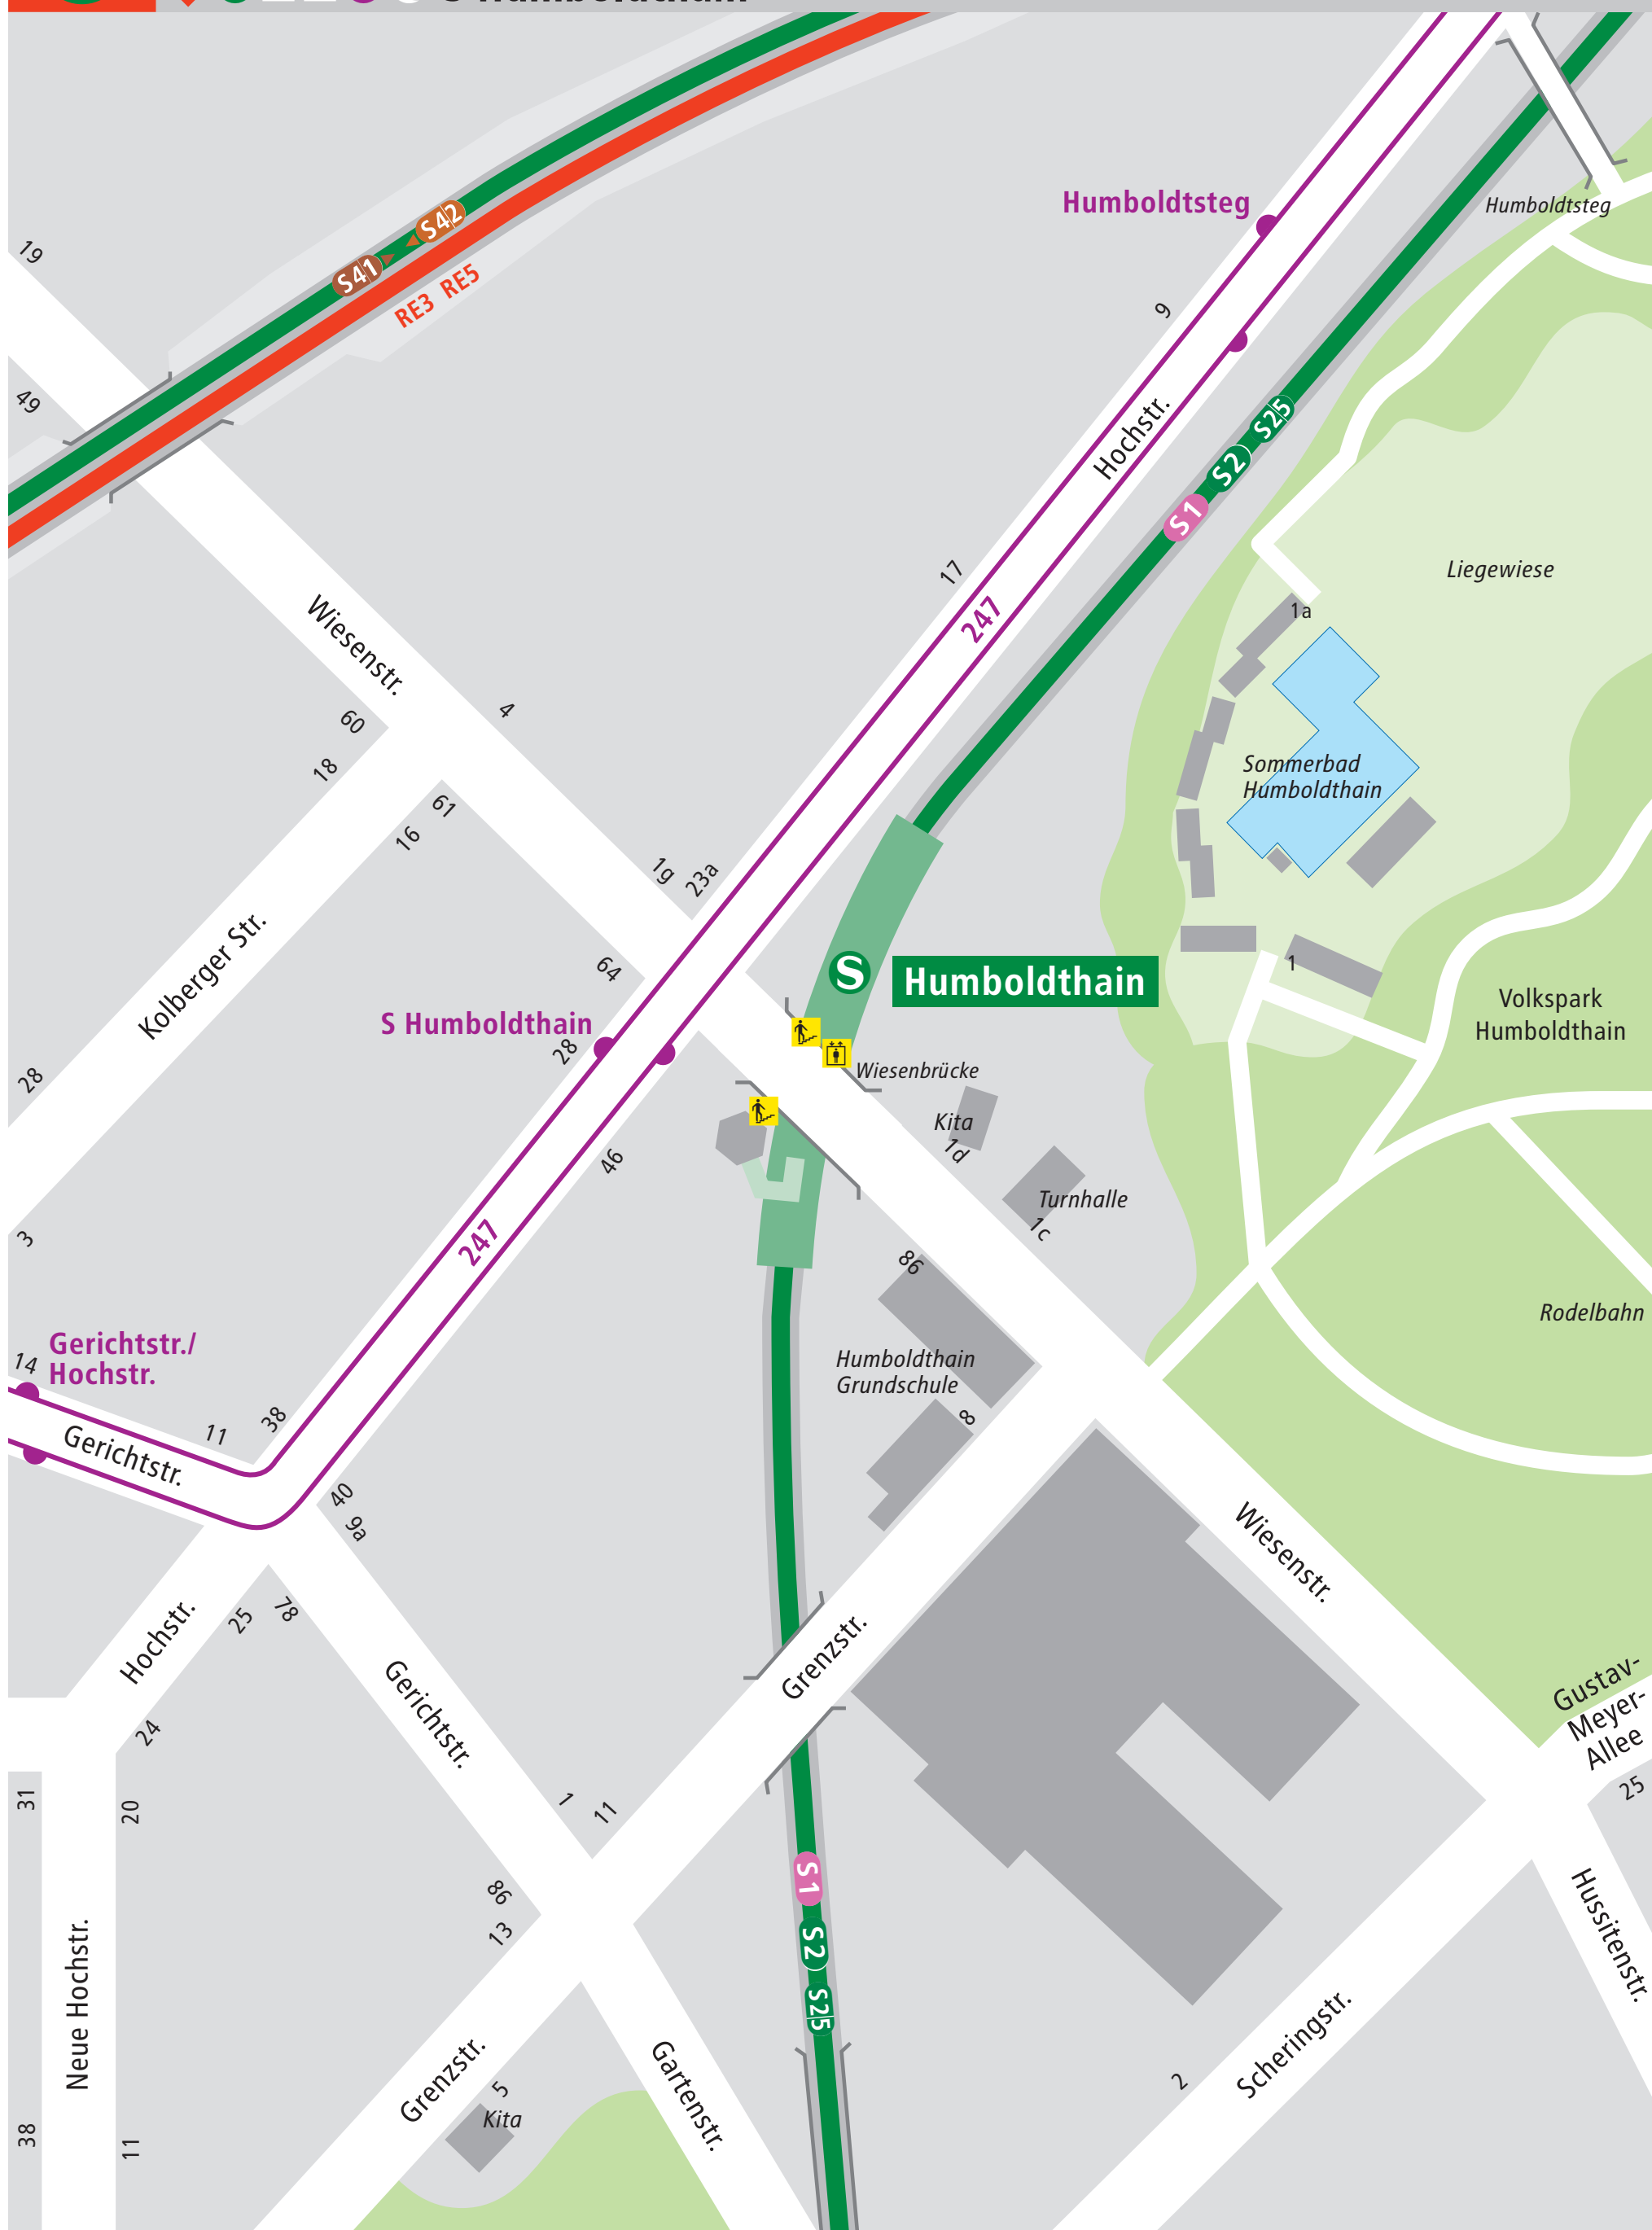 S42
S41
RE3 RE5
19
49
Humboldtsteg
Humboldtsteg
9
Hochstr.
S25
S2
S1
17
247
Liegewiese
1a
Wiesenstr.
60
18
4
61
16
Sommerbad
Humboldthain
1g
23a
Kolberger Str.
64
S
Humboldthain
1
Volkspark
Humboldthain
S Humboldthain
28
28
Wiesenbrücke
Kita
1d
46
Turnhalle
1c
3
247
86
Rodelbahn
Gerichtstr./
Hochstr.
14
Humboldthain
Grundschule
8
11
38
Gerichtstr.
40
9a
Wiesenstr.
Hochstr.
25
78
Grenzstr.
Gerichtstr.
Gustav-
Meyer-
Allee
25
24
31
20
1
11
S1
S2
S25
86
13
Hussitenstr.
Neue Hochstr.
Grenzstr.
5
Kita
Gartenstr.
2
Scheringstr.
38
11